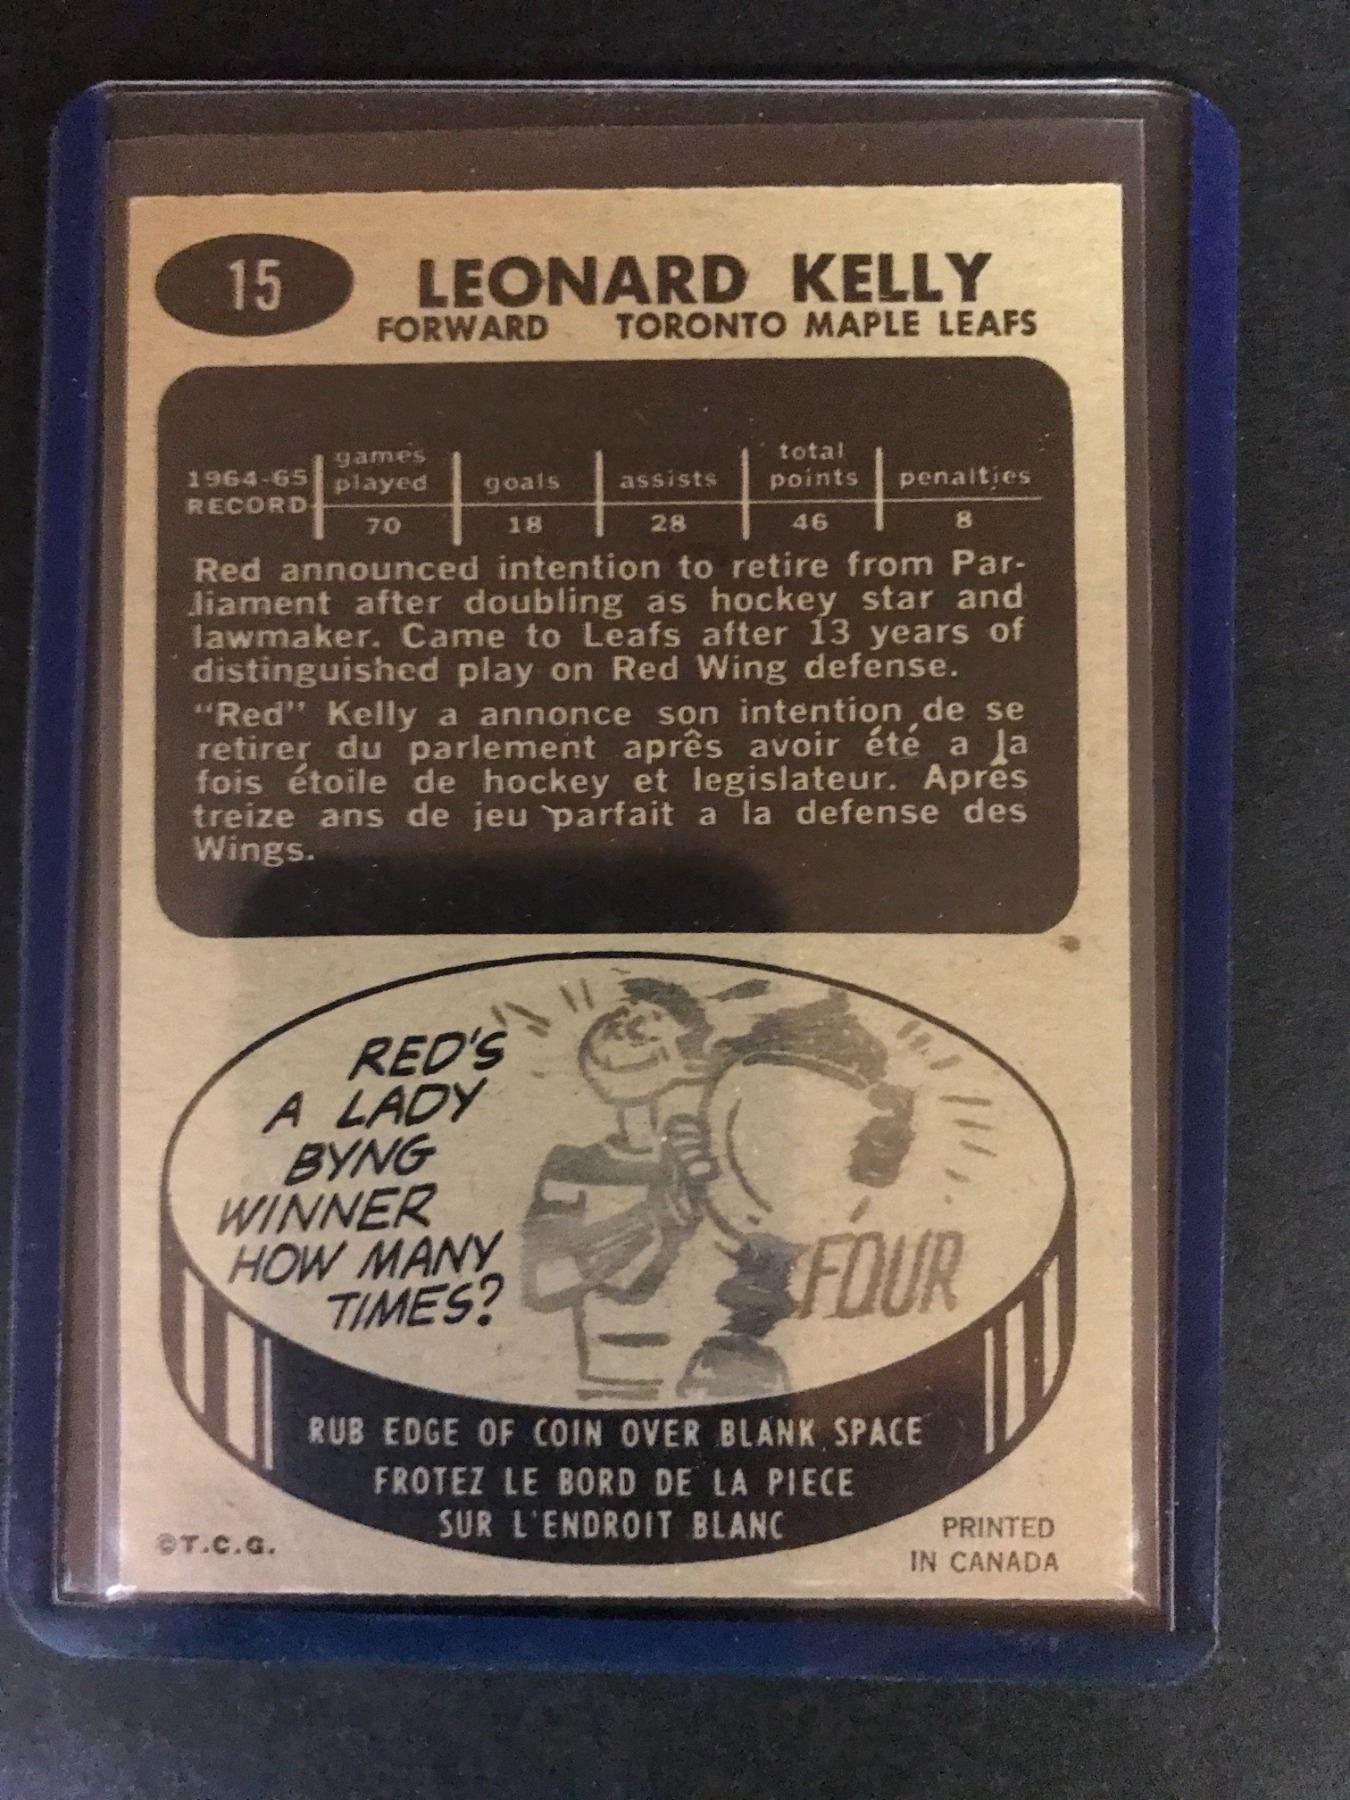 15
LEONARD KELLY
FORWARD TORONTO MAPLE LEAFS
1964-65 RECORD games played goals assists total points penalties
70 18 28 46 8
Red announced intention to retire from Par-
liament after doubling as hockey star and
lawmaker. Came to Leafs after 13 years of
distinguished play on Red Wing defense.
"Red" Kelly a annonce son intention de se
retirer du parlement aprês avoir été a la
fois étoile de hockey et legislateur. Aprés
treize ans de jeu parfait a la defense des
Wings.
RED'S
A LADY
BYNG
WINNER
HOW MANY
TIMES?
FOUR
RUB EDGE OF COIN OVER BLANK SPACE
FROTEZ LE BORD DE LA PIECE
SUR L'ENDROIT BLANC
©T.C.G.
PRINTED
IN CANADA